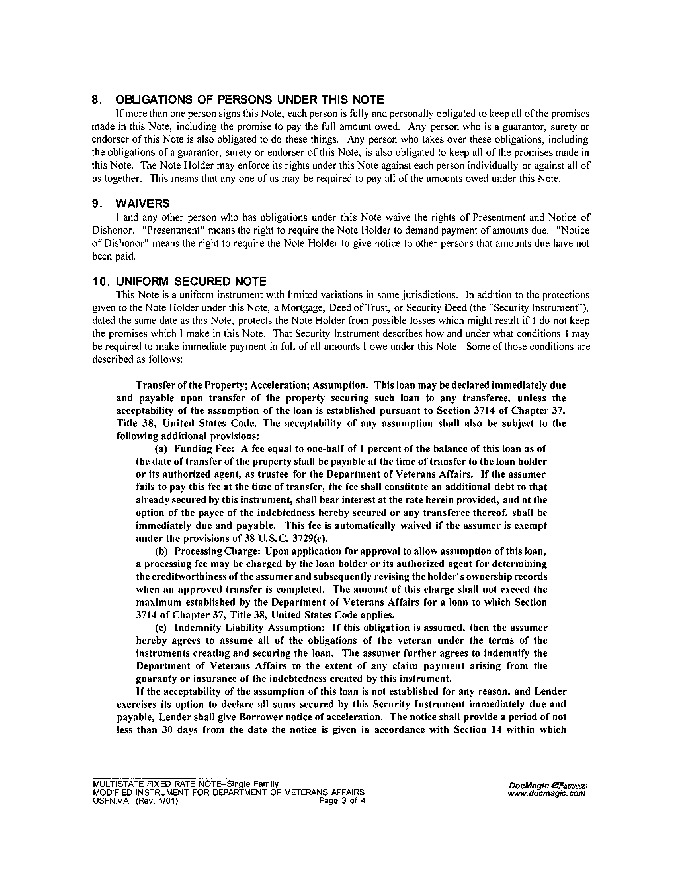 8. OBLIGATIONS OF PERSONS UNDER THIS NOTE
If more than one person signs this Note, each person is fully and personally obligated to keep all of the promises
made in this Note, including the promise to pay the full amount owed. Any person who is a guarantor, surety or
endorser of this Note is also obligated to do these things. Any person who takes over these obligations, including
the obligations of a guarantor, surety or endorser of this Note, is also obligated to keep all of the promises made in
this Note. The Note Holder may enforce its rights under this Note against each person individually or against all of
us together. This means that any one of us may be required to pay all of the amounts owed under this Note.
9. WAIVERS
I and any other person who has obligations under this Note waive the rights of Presentment and Notice of
Dishonor. "Presentment" means the right to require the Note Holder to demand payment of amounts due. "Notice
of Dishonor" means the right to require the Note Holder to give notice to other persons that amounts due have not
been paid.
10. UNIFORM SECURED NOTE
This Note is a uniform instrument with limited variations in some jurisdictions. In addition to the protections
given to the Note Holder under this Note, a Mortgage, Deed of Trust, or Security Deed (the "Security Instrument"),
dated the same date as this Note, protects the Note Holder from possible losses which might result if I do not keep
the promises which I make in this Note. That Security Instrument describes how and under what conditions I may
be required to make immediate payment in full of all amounts I owe under this Note. Some of those conditions are
described as follows:
Transfer of the Property; Acceleration; Assumption. This loan may be declared immediately due
and payable upon transfer of the property securing such loan to any transferee, unless the
acceptability of the assumption of the loan is established pursuant to Section 3714 of Chapter 37,
Title 38, United States Code. The acceptability of any assumption shall also be subject to the
following additional provisions:
(a) Funding Fee: A fee equal to one-half of 1 percent of the balance of this loan as of
the date of transfer of the property shall be payable at the time of transfer to the loan holder
or its authorized agent, as trustee for the Department of Veterans Affairs. If the assumer
fails to pay this fee at the time of transfer, the fee shall constitute an additional debt to that
already secured by this instrument, shall bear interest at the rate herein provided, and at the
option of the payee of the indebtedness hereby secured or any transferee thereof, shall be
immediately due and payable. This fee is automatically waived if the assumer is exempt
under the provisions of 38 U.S.C. 3729(c).
(b) Processing Charge: Upon application for approval to allow assumption of this loan,
a processing fee may be charged by the loan holder or its authorized agent for determining
the creditworthiness of the assumer and subsequently revising the holder's ownership records
when an approved transfer is completed. The amount of this charge shall not exceed the
maximum established by the Department of Veterans Affairs for a loan to which Section
3714 of Chapter 37, Title 38, United States Code applies.
(c) Indemnity Liability Assumption: If this obligation is assumed, then the assumer
hereby agrees to assume all of the obligations of the veteran under the terms of the
instruments creating and securing the loan. The assumer further agrees to indemnify the
Department of Veterans Affairs to the extent of any claim payment arising from the
guaranty or insurance of the indebtedness created by this instrument.
If the acceptability of the assumption of this loan is not established for any reason, and Lender
exercises its option to declare all sums secured by this Security Instrument immediately due and
payable, Lender shall give Borrower notice of acceleration. The notice shall provide a period of not
less than 30 days from the date the notice is given in accordance with Section 14 within which
MULTISTATE FIXED RATE NOTE--Single Family
MODIFIED INSTRUMENT FOR DEPARTMENT OF VETERANS AFFAIRS
USFN.VA (Rev. 1/01) Page 3 of 4
DocMagic
www.docmagic.com